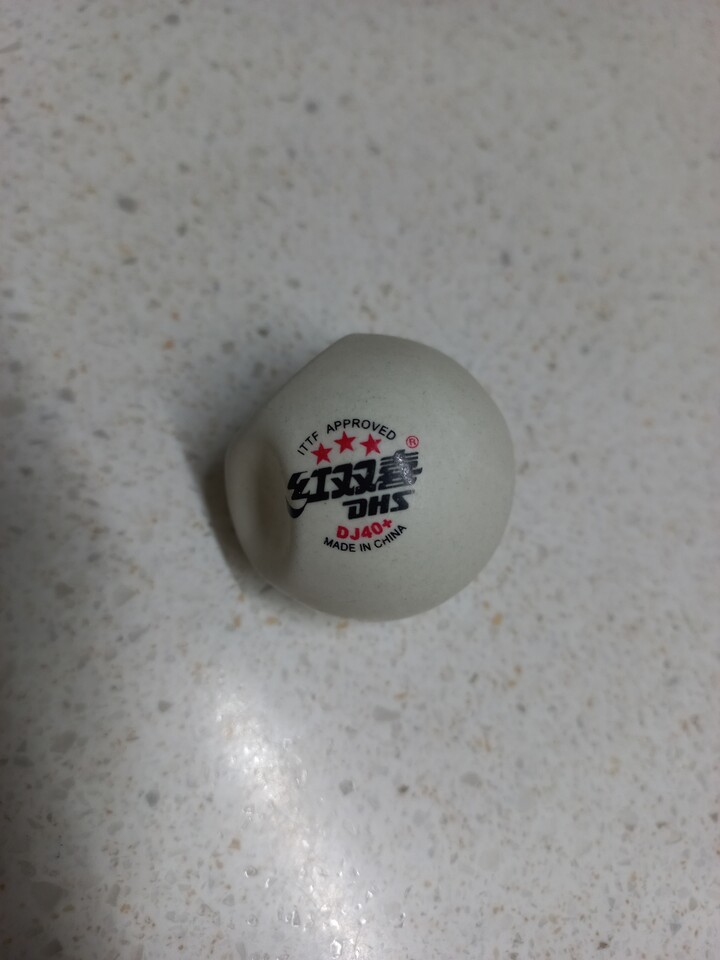 ITTF APPROVED
★★★ ®
红双喜
DHS
DJ40+
MADE IN CHINA